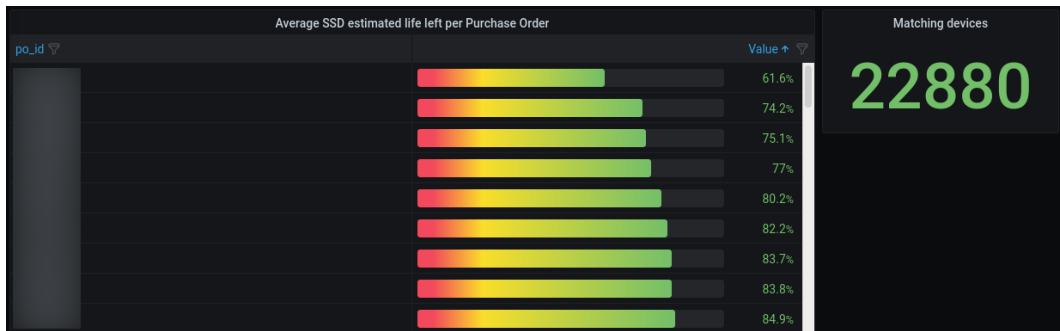 Average SSD estimated life left per Purchase Order
po_id
Value ↑
61.6%
74.2%
75.1%
77%
80.2%
82.2%
83.7%
83.8%
84.9%
Matching devices
22880